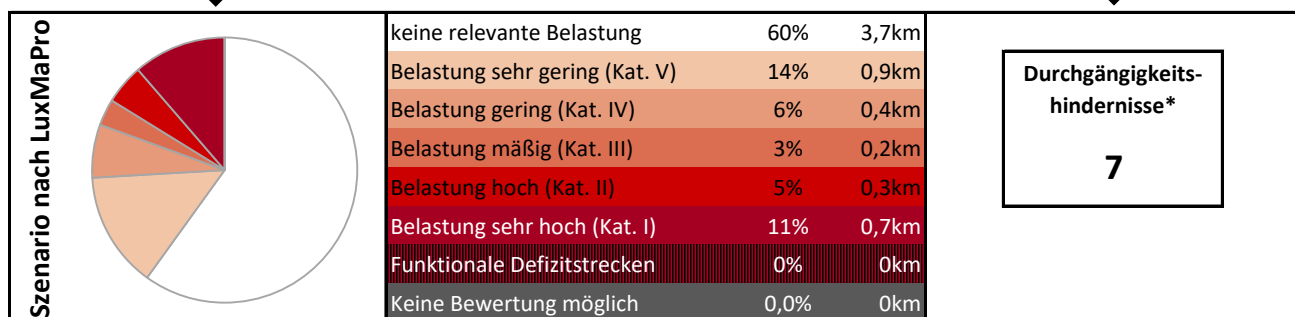 Szenario nach LuxMaPro
keine relevante Belastung 60% 3,7km
Belastung sehr gering (Kat. V) 14% 0,9km
Belastung gering (Kat. IV) 6% 0,4km
Belastung mäßig (Kat. III) 3% 0,2km
Belastung hoch (Kat. II) 5% 0,3km
Belastung sehr hoch (Kat. I) 11% 0,7km
Funktionale Defizitstrecken 0% 0km
Keine Bewertung möglich 0,0% 0km
Durchgängigkeits-
hindernisse*
7